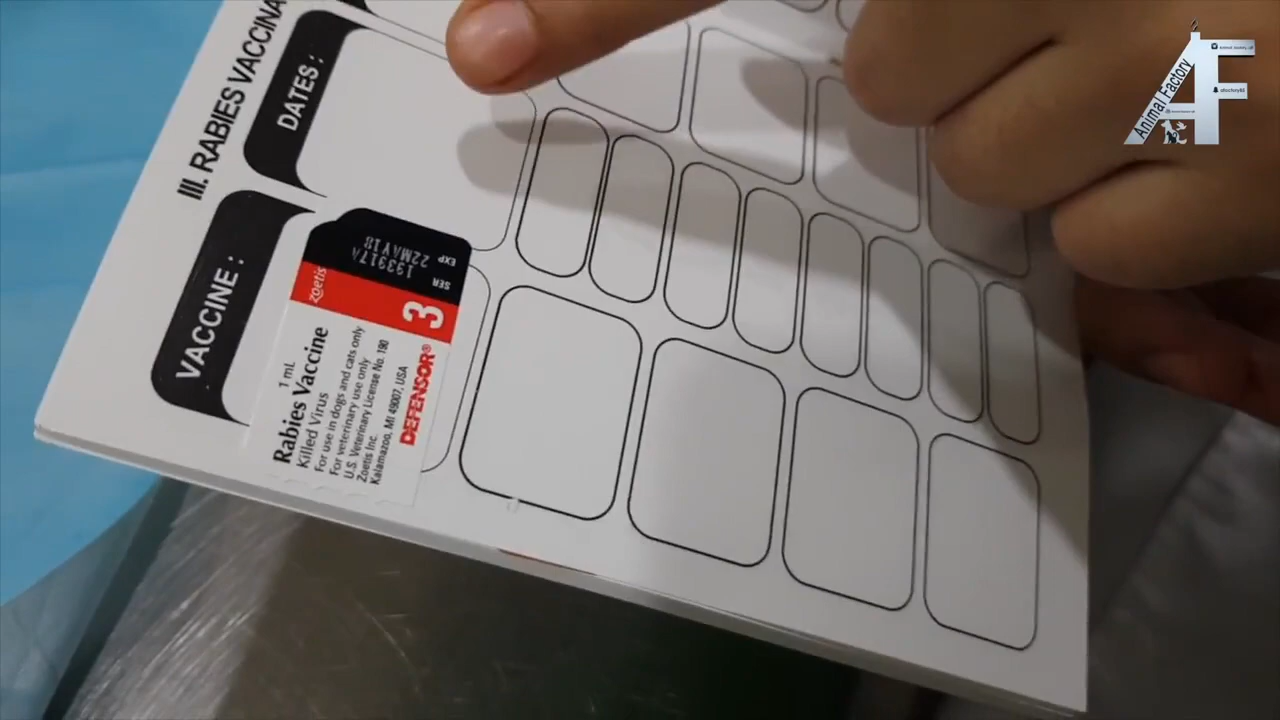 III. RABIES VACCINA
DATES :
VACCINE :
SER 193917A
EXP 22MAY18
zoetis
3
1 mL
Rabies Vaccine
Killed Virus
For use in dogs and cats only
For veterinary use only
U.S. Veterinary License No. 190
Zoetis Inc.
Kalamazoo, MI 49007, USA
DEFENSOR®
Animal Factory
AF